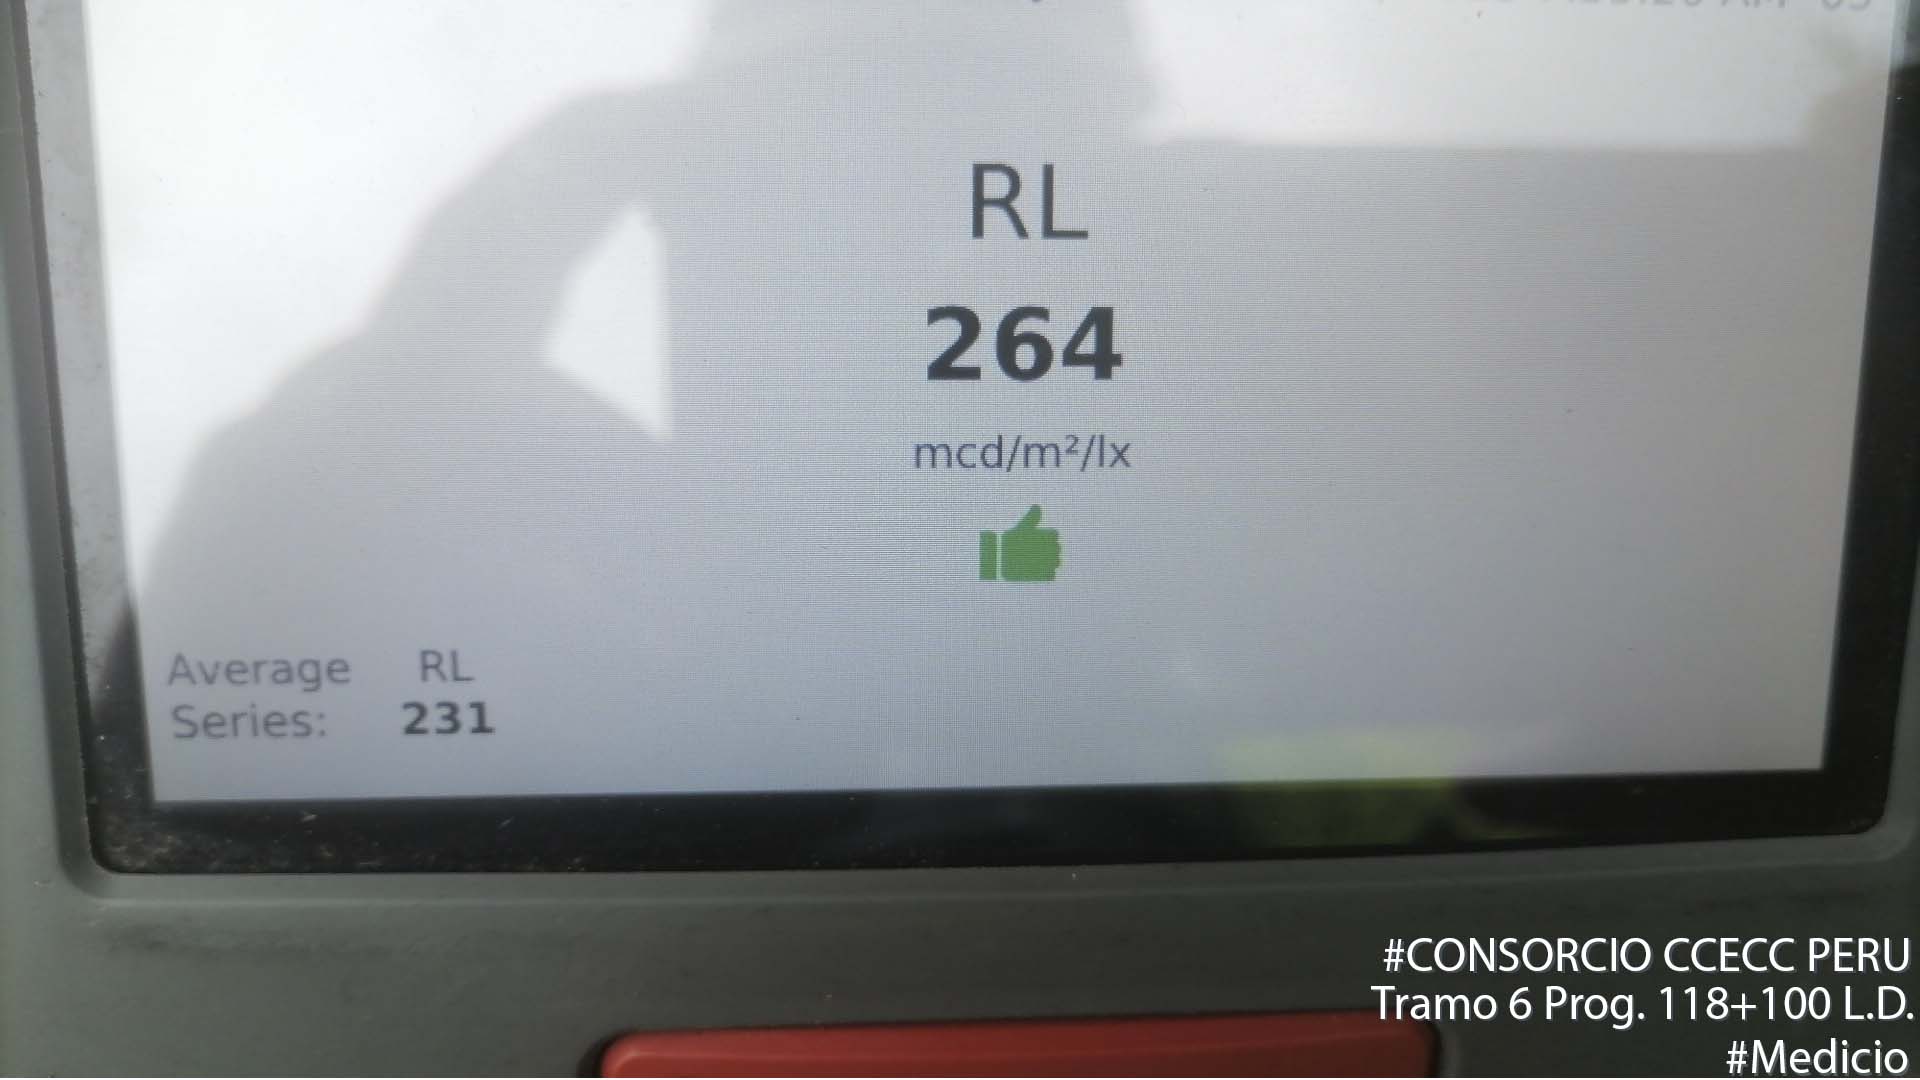 RL
264
mcd/m²/lx
Average RL
Series: 231
#CONSORCIO CCECC PERU
Tramo 6 Prog. 118+100 L.D.
#Medicio